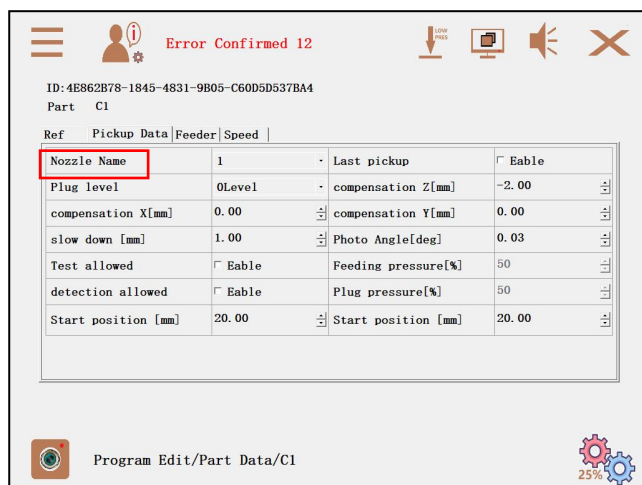 LOW
PRES
Error Confirmed 12
ID:4E862B78-1845-4831-9B05-C60D5D537BA4
Part C1
Ref Pickup Data Feeder Speed
Nozzle Name 1 Last pickup Eable
Plug level 0Level compensation Z[mm] -2.00
compensation X[mm] 0.00 compensation Y[mm] 0.00
slow down [mm] 1.00 Photo Angle[deg] 0.03
Test allowed Eable Feeding pressure[%] 50
detection allowed Eable Plug pressure[%] 50
Start position [mm] 20.00 Start position [mm] 20.00
Program Edit/Part Data/C1
25%